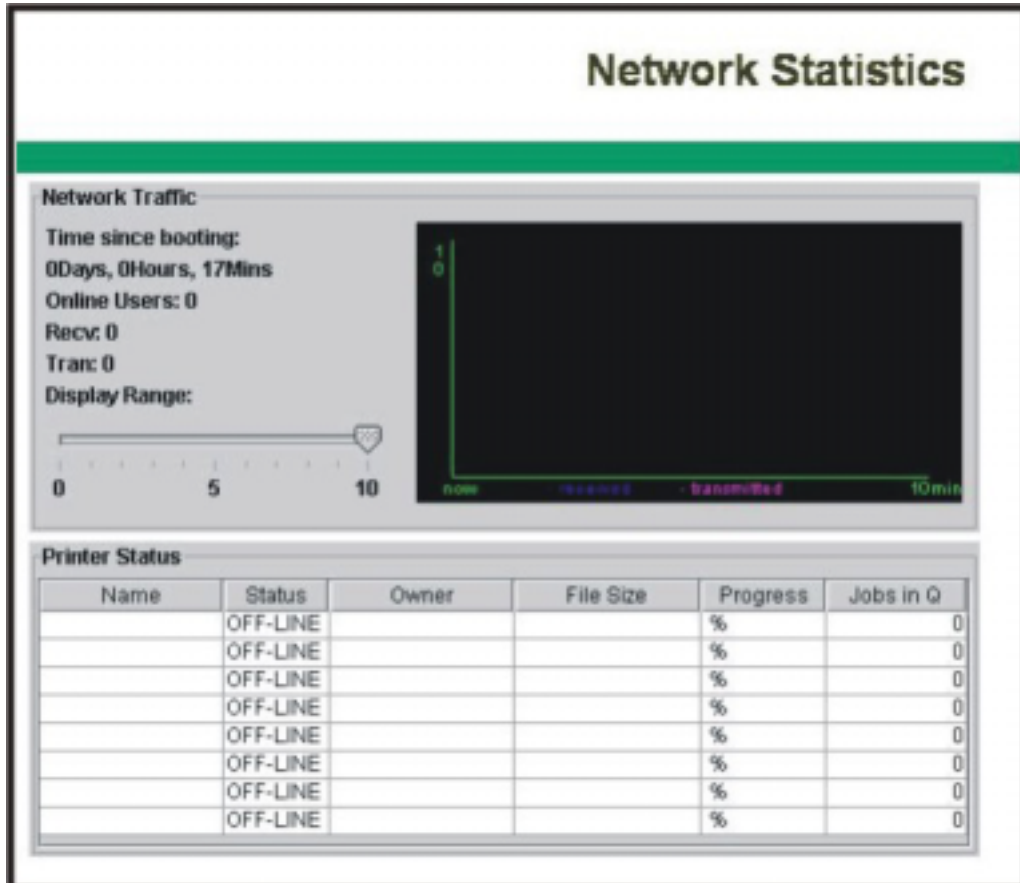 Network Statistics
Network Traffic
Time since booting:
0Days, 0Hours, 17Mins
Online Users: 0
Recv: 0
Tran: 0
Display Range:
0 5 10
1
0
now received - transmitted 10min
Printer Status
Name Status Owner File Size Progress Jobs in Q
OFF-LINE % 0
OFF-LINE % 0
OFF-LINE % 0
OFF-LINE % 0
OFF-LINE % 0
OFF-LINE % 0
OFF-LINE % 0
OFF-LINE % 0